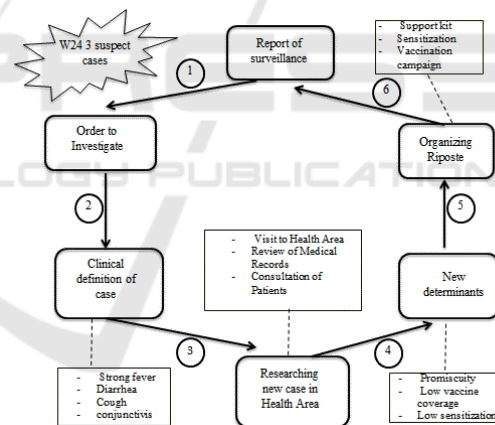 W24 3 suspect
cases
Report of
surveillance
- Support kit
- Sensitization
- Vaccination
campaign
1
6
Order to
Investigate
Organizing
Riposte
2
5
- Visit to Health Area
- Review of Medical
Records
- Consultation of
Patients
Clinical
definition of
case
New
determinants
3
4
- Strong fever
- Diarrhea
- Cough
- conjunctivis
Researching
new case in
Health Area
- Promiscuity
- Low vaccine
coverage
- Low sensitization
LOGY PUBLICATION